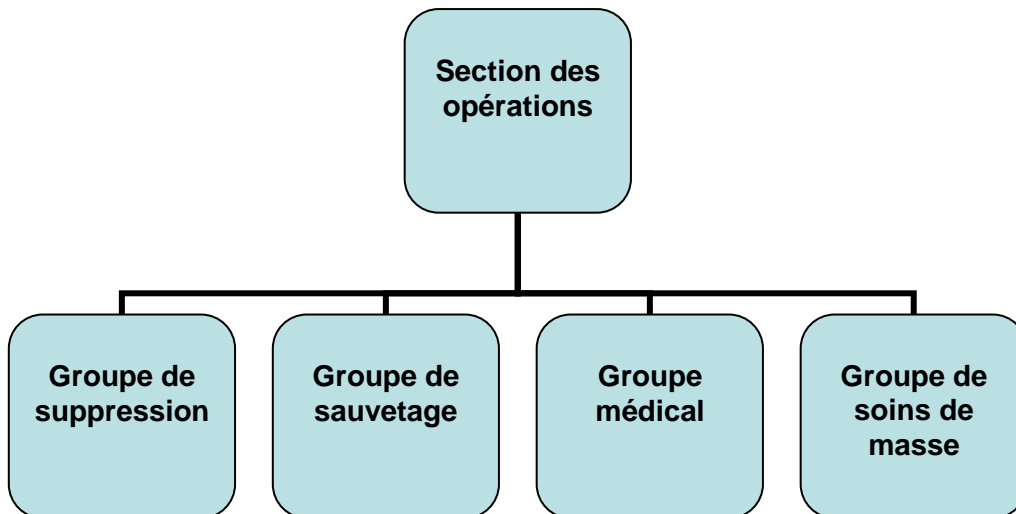 Section des
opérations
Groupe de
suppression
Groupe de
sauvetage
Groupe
médical
Groupe de
soins de
masse